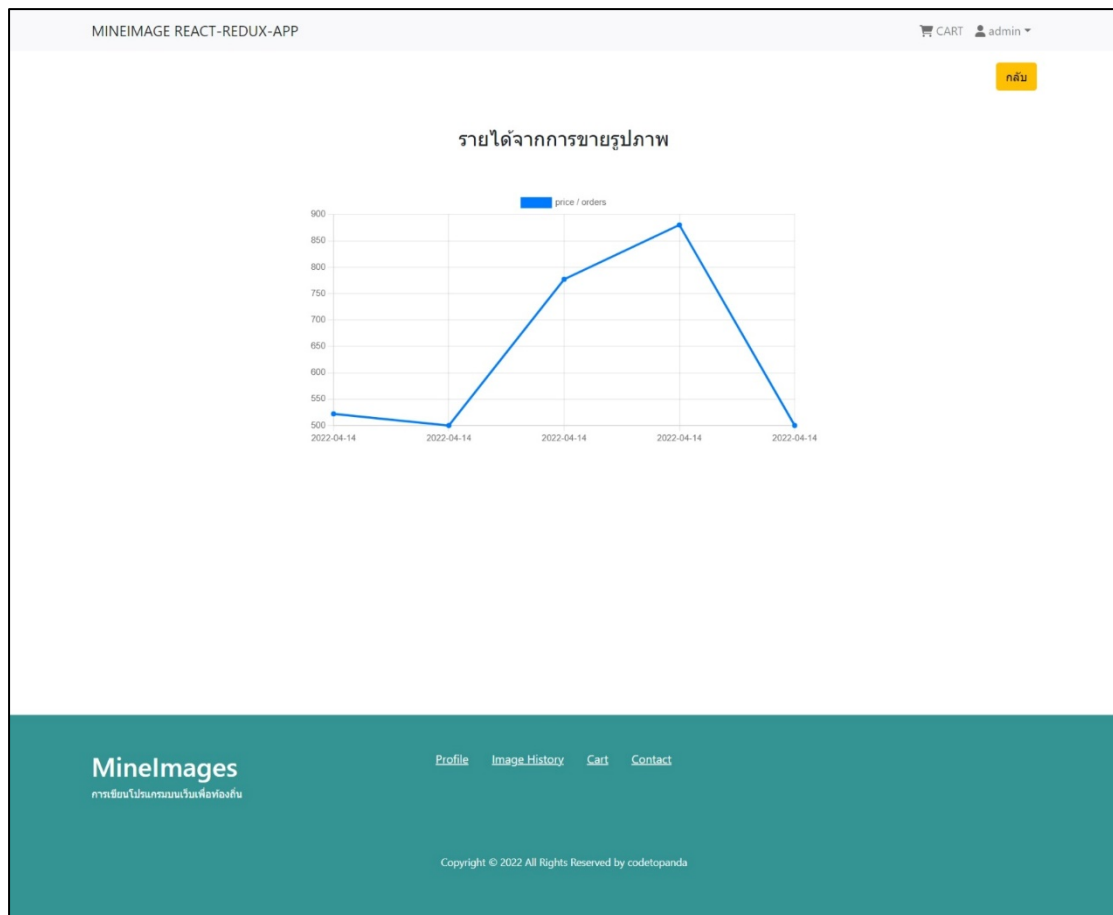 MINEIMAGE REACT-REDUX-APP
CART admin
กลับ
รายได้จากการขายรูปภาพ
price / orders
900
850
800
750
700
650
600
550
500
2022-04-14 2022-04-14 2022-04-14 2022-04-14 2022-04-14
MineImages
การเขียนโปรแกรมบนเว็บเพื่อท้องถิ่น
Profile Image History Cart Contact
Copyright © 2022 All Rights Reserved by codetopanda